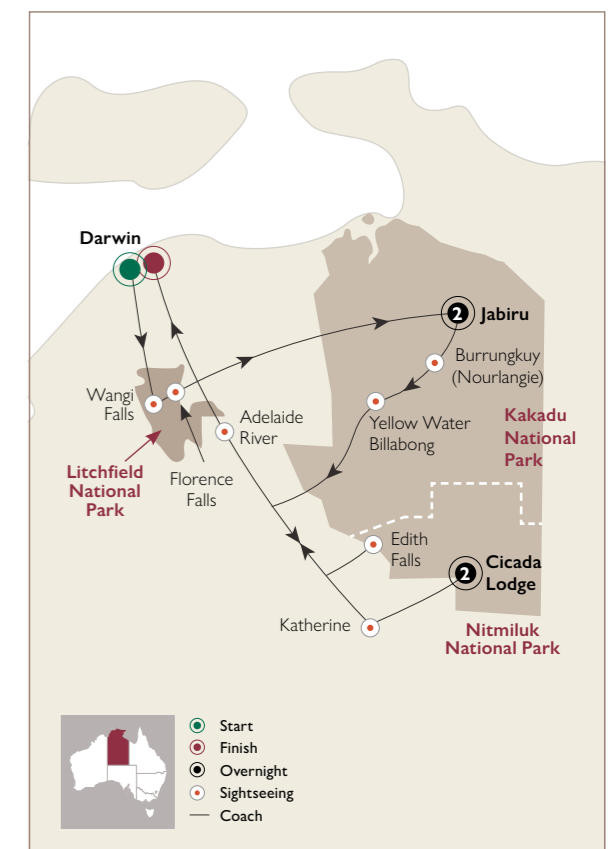 Darwin
2
Jabiru
Burrungkuy
(Nourlangie)
Wangi
Falls
Adelaide
River
Yellow Water
Billabong
Kakadu
National
Park
Litchfield
National
Park
Florence
Falls
Edith
Falls
2
Cicada
Lodge
Katherine
Nitmiluk
National Park
Start
Finish
Overnight
Sightseeing
Coach